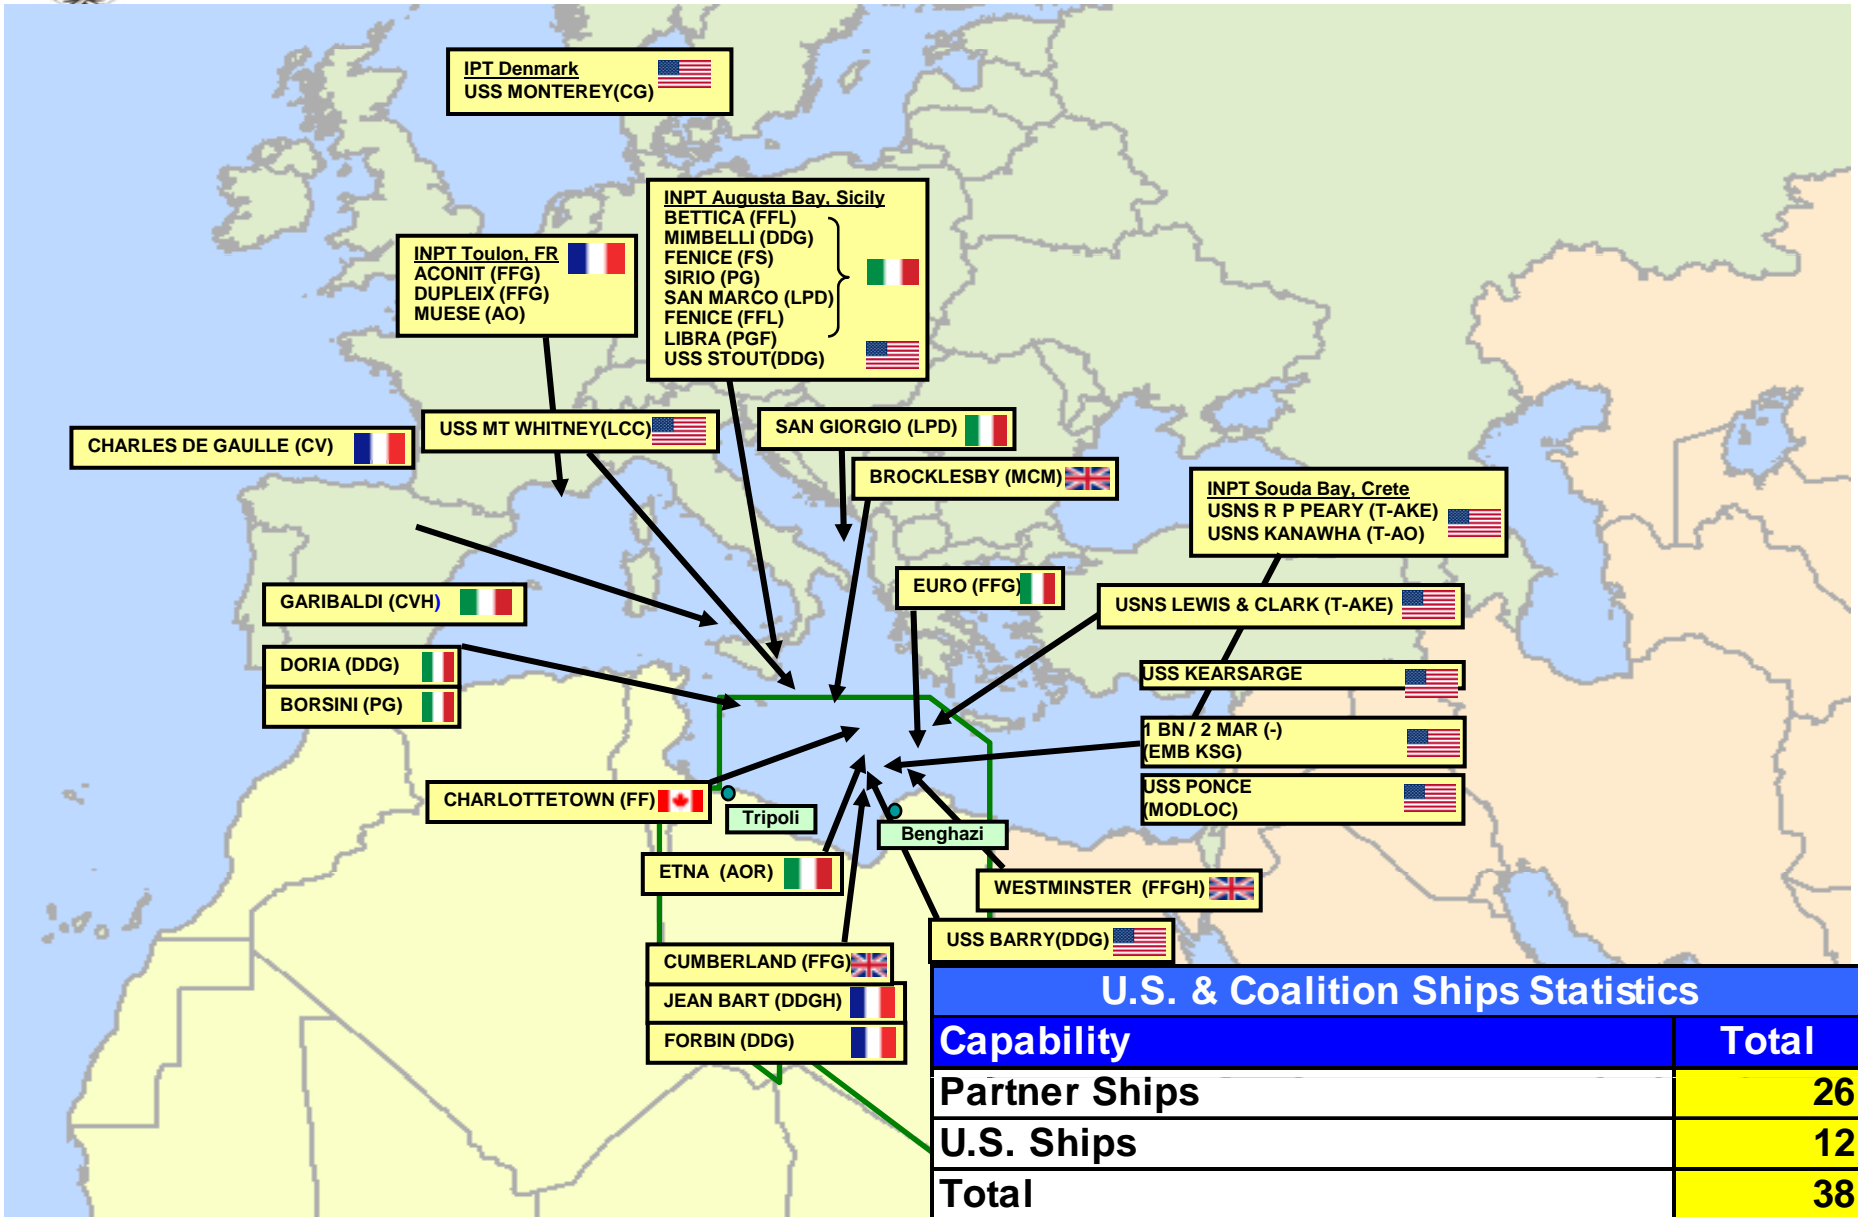 IPT Denmark
USS MONTEREY(CG)
INPT Augusta Bay, Sicily
BETTICA (FFL)
MIMBELLI (DDG)
FENICE (FS)
SIRIO (PG)
SAN MARCO (LPD)
FENICE (FFL)
LIBRA (PGF)
USS STOUT(DDG)
INPT Toulon, FR
ACONIT (FFG)
DUPLEIX (FFG)
MUESE (AO)
CHARLES DE GAULLE (CV)
USS MT WHITNEY(LCC)
SAN GIORGIO (LPD)
BROCKLESBY (MCM)
INPT Souda Bay, Crete
USNS R P PEARY (T-AKE)
USNS KANAWHA (T-AO)
GARIBALDI (CVH)
EURO (FFG)
USNS LEWIS & CLARK (T-AKE)
DORIA (DDG)
BORSINI (PG)
USS KEARSARGE
1 BN / 2 MAR (-)
(EMB KSG)
USS PONCE
(MODLOC)
CHARLOTTETOWN (FF)
Tripoli
Benghazi
ETNA (AOR)
WESTMINSTER (FFGH)
USS BARRY(DDG)
CUMBERLAND (FFG)
JEAN BART (DDGH)
FORBIN (DDG)
U.S. & Coalition Ships Statistics
Capability Total
Partner Ships 26
U.S. Ships 12
Total 38